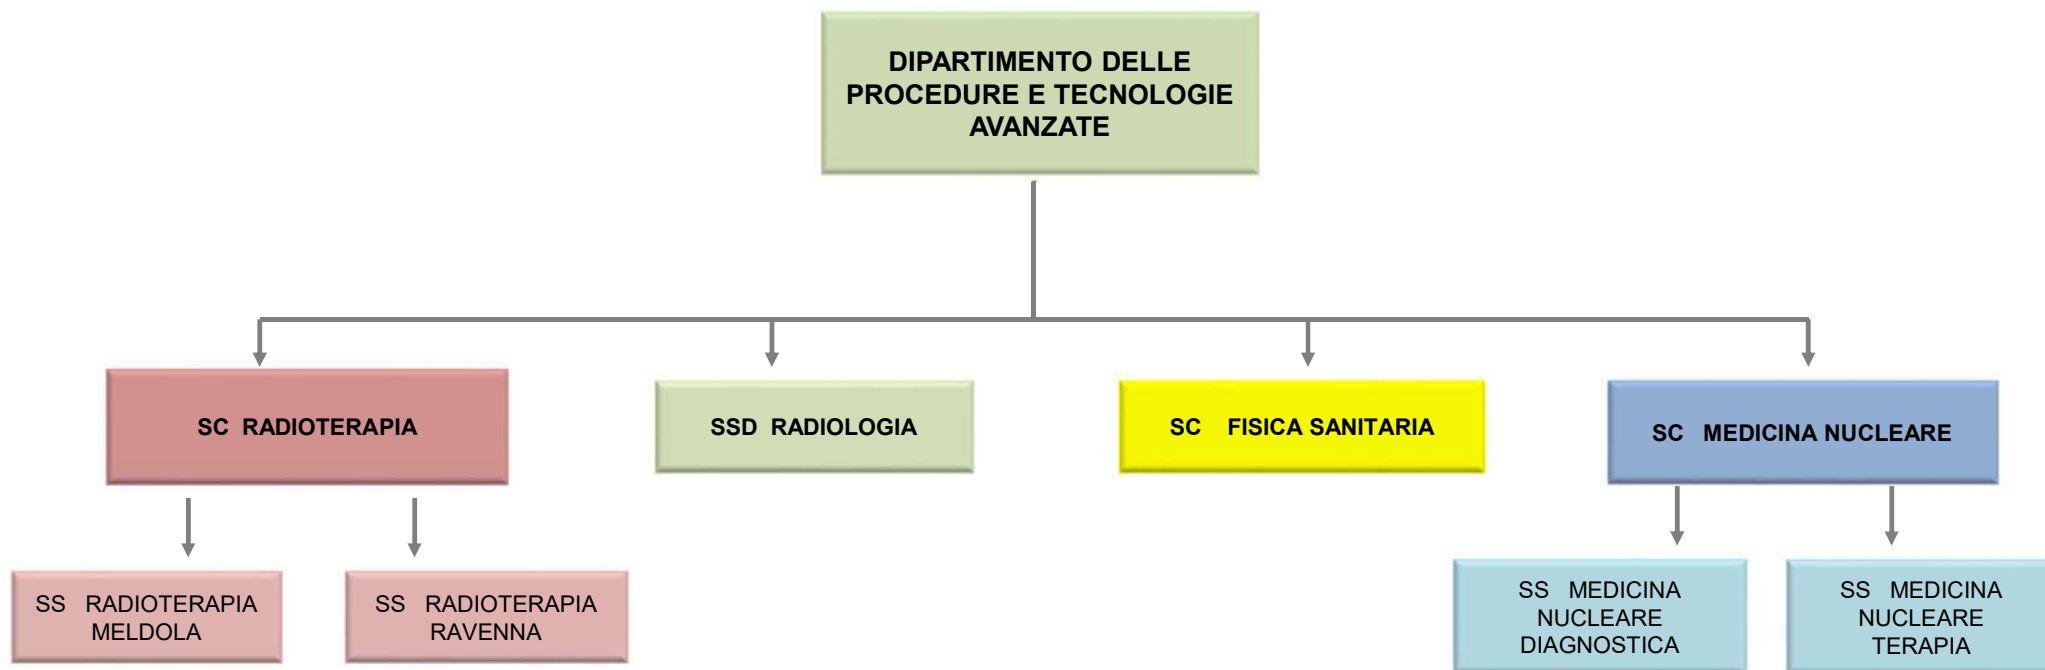 DIPARTIMENTO DELLE
PROCEDURE E TECNOLOGIE
AVANZATE
SC RADIOTERAPIA
SSD RADIOLOGIA
SC FISICA SANITARIA
SC MEDICINA NUCLEARE
SS RADIOTERAPIA
MELDOLA
SS RADIOTERAPIA
RAVENNA
SS MEDICINA
NUCLEARE
DIAGNOSTICA
SS MEDICINA
NUCLEARE
TERAPIA